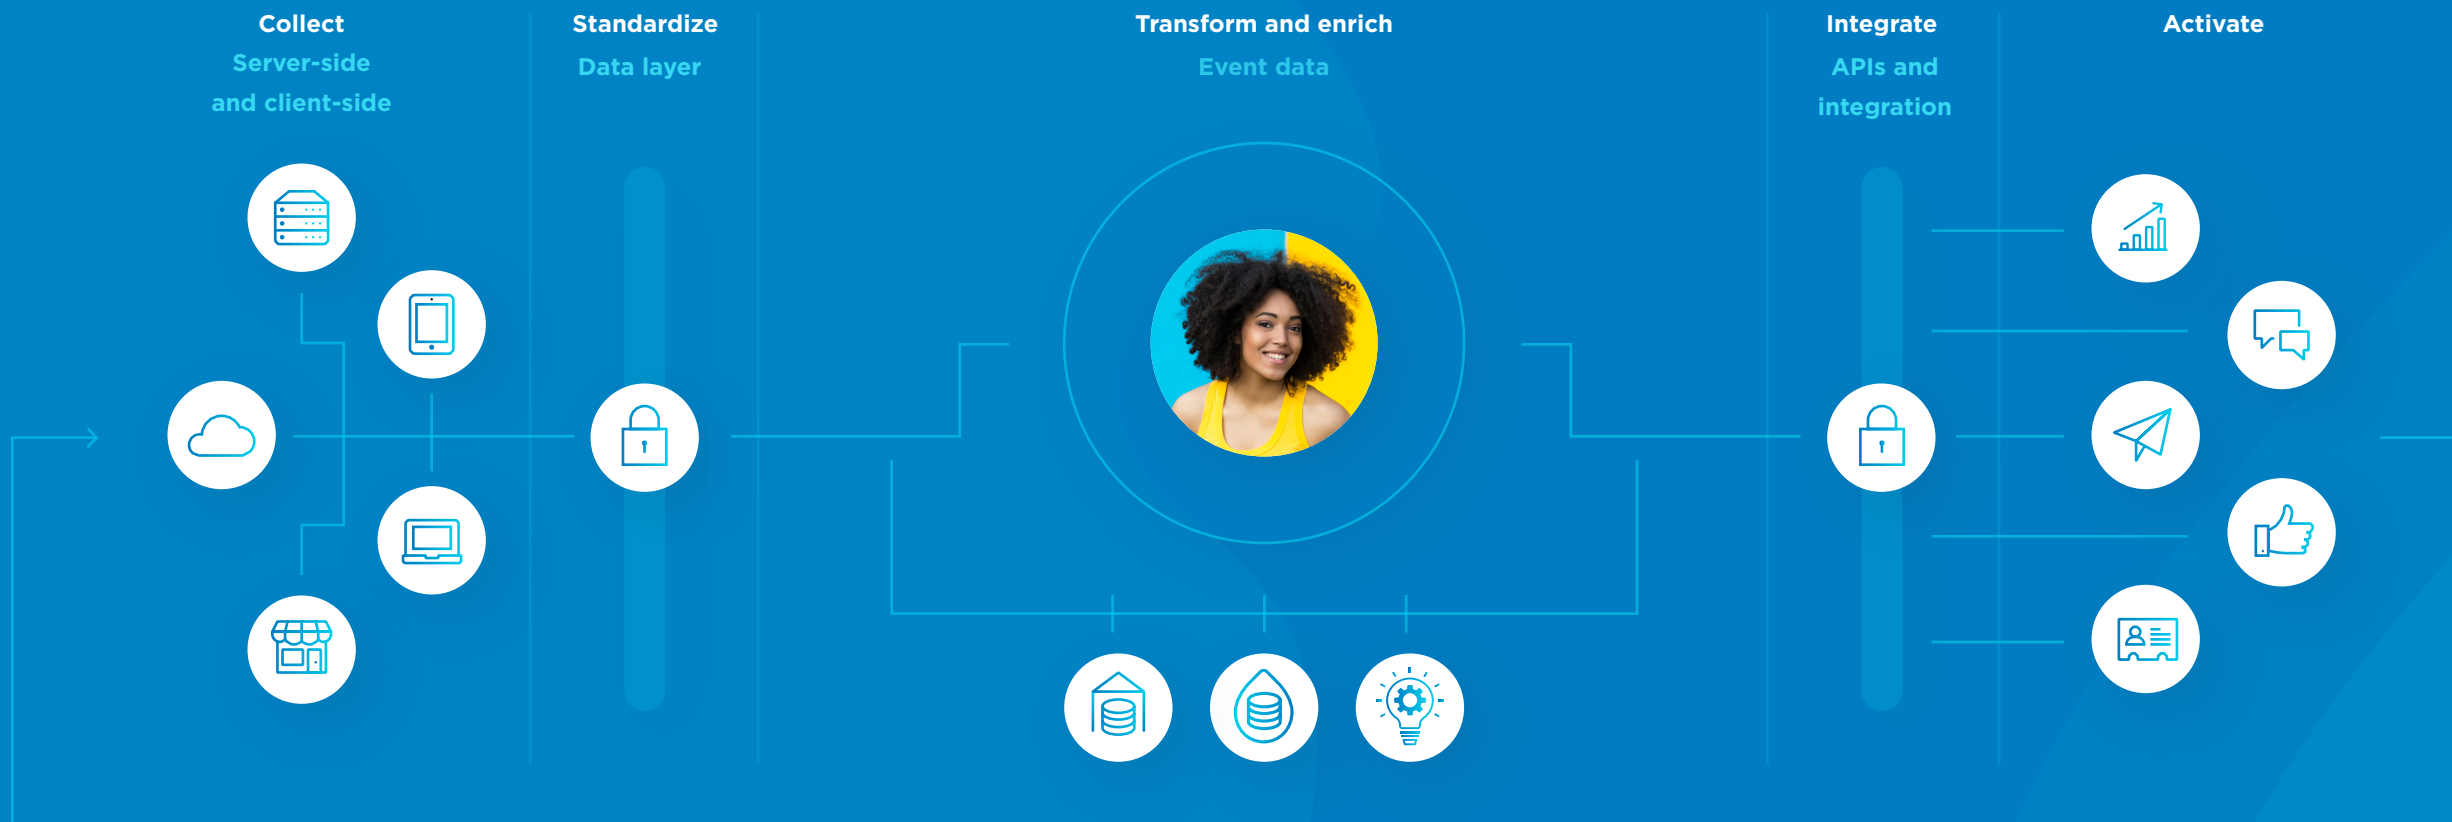 Collect
Server-side
and client-side
Standardize
Data layer
Transform and enrich
Event data
Integrate
APIs and
integration
Activate